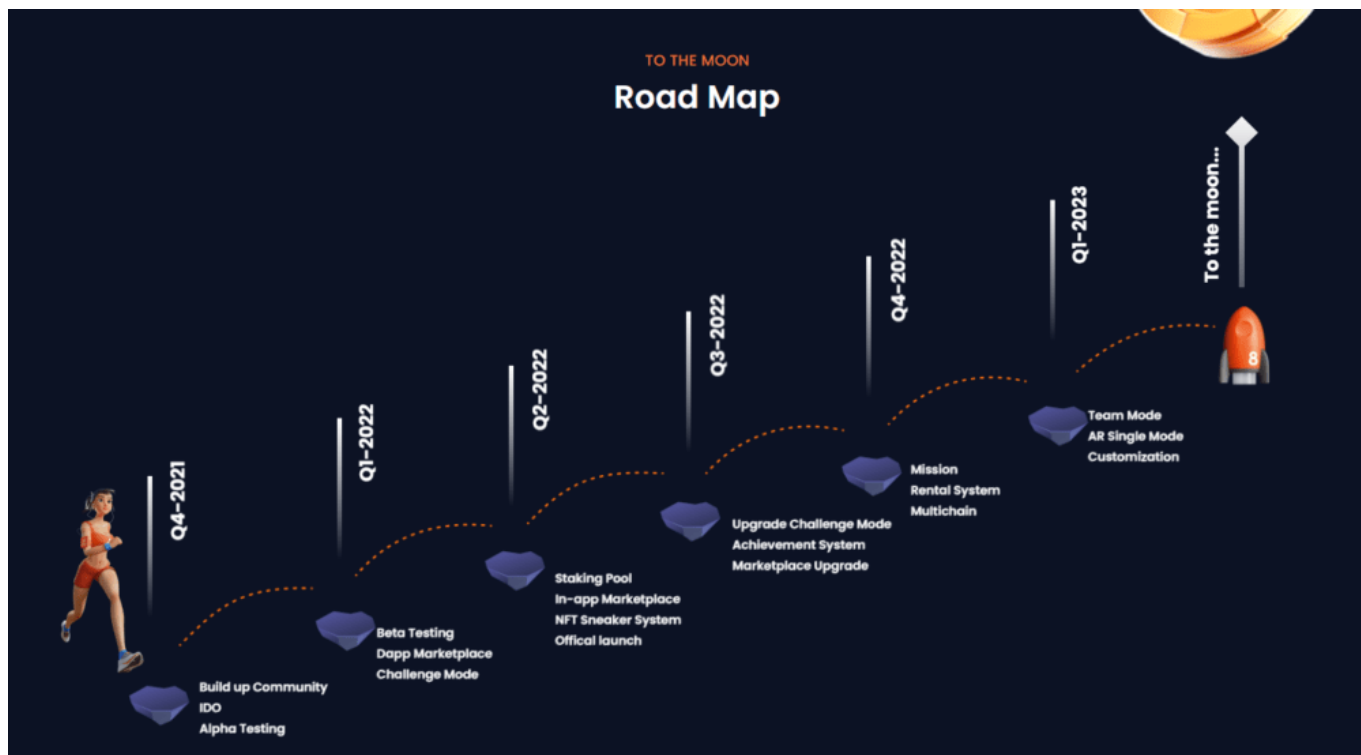 TO THE MOON
Road Map
Q4-2021
Build up Community
IDO
Alpha Testing
Q1-2022
Beta Testing
Dapp Marketplace
Challenge Mode
Q2-2022
Staking Pool
In-app Marketplace
NFT Sneaker System
Offical launch
Q3-2022
Upgrade Challenge Mode
Achievement System
Marketplace Upgrade
Q4-2022
Mission
Rental System
Multichain
Q1-2023
Team Mode
AR Single Mode
Customization
To the moon...
8